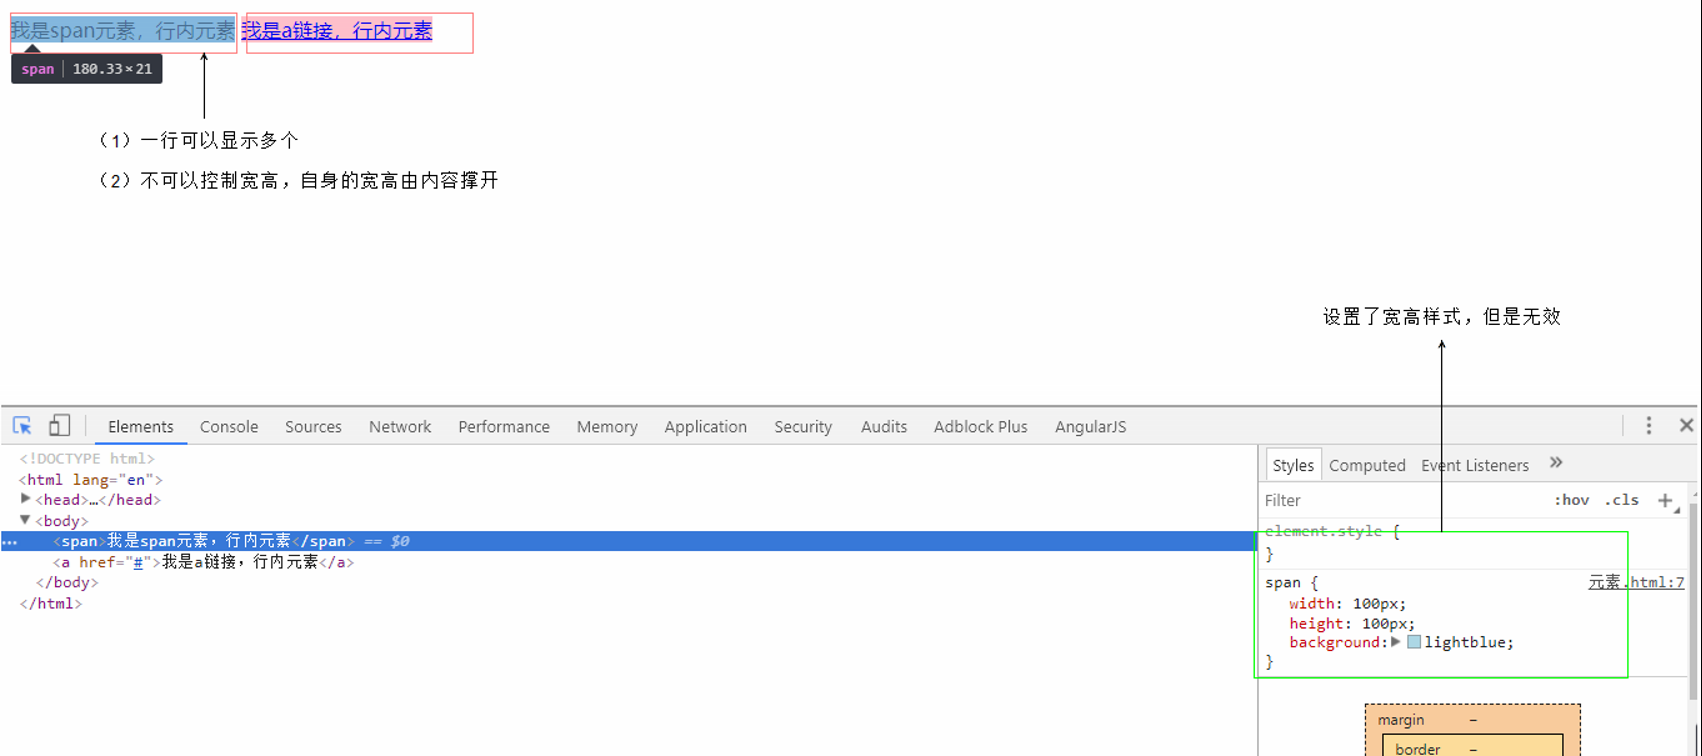 我是span元素，行内元素 我是a链接，行内元素
span 180.33×21
（1）一行可以显示多个
（2）不可以控制宽高，自身的宽高由内容撑开
设置了宽高样式，但是无效
Elements Console Sources Network Performance Memory Application Security Audits Adblock Plus AngularJS
<!DOCTYPE html>
<html lang="en">
<head>…</head>
<body>
<span>我是span元素，行内元素</span> == $0
<a href="#">我是a链接，行内元素</a>
</body>
</html>
Styles Computed Event Listeners »
Filter :hov .cls +
element.style {
}
span { 元素.html:7
width: 100px;
height: 100px;
background: lightblue;
}
margin -
border -